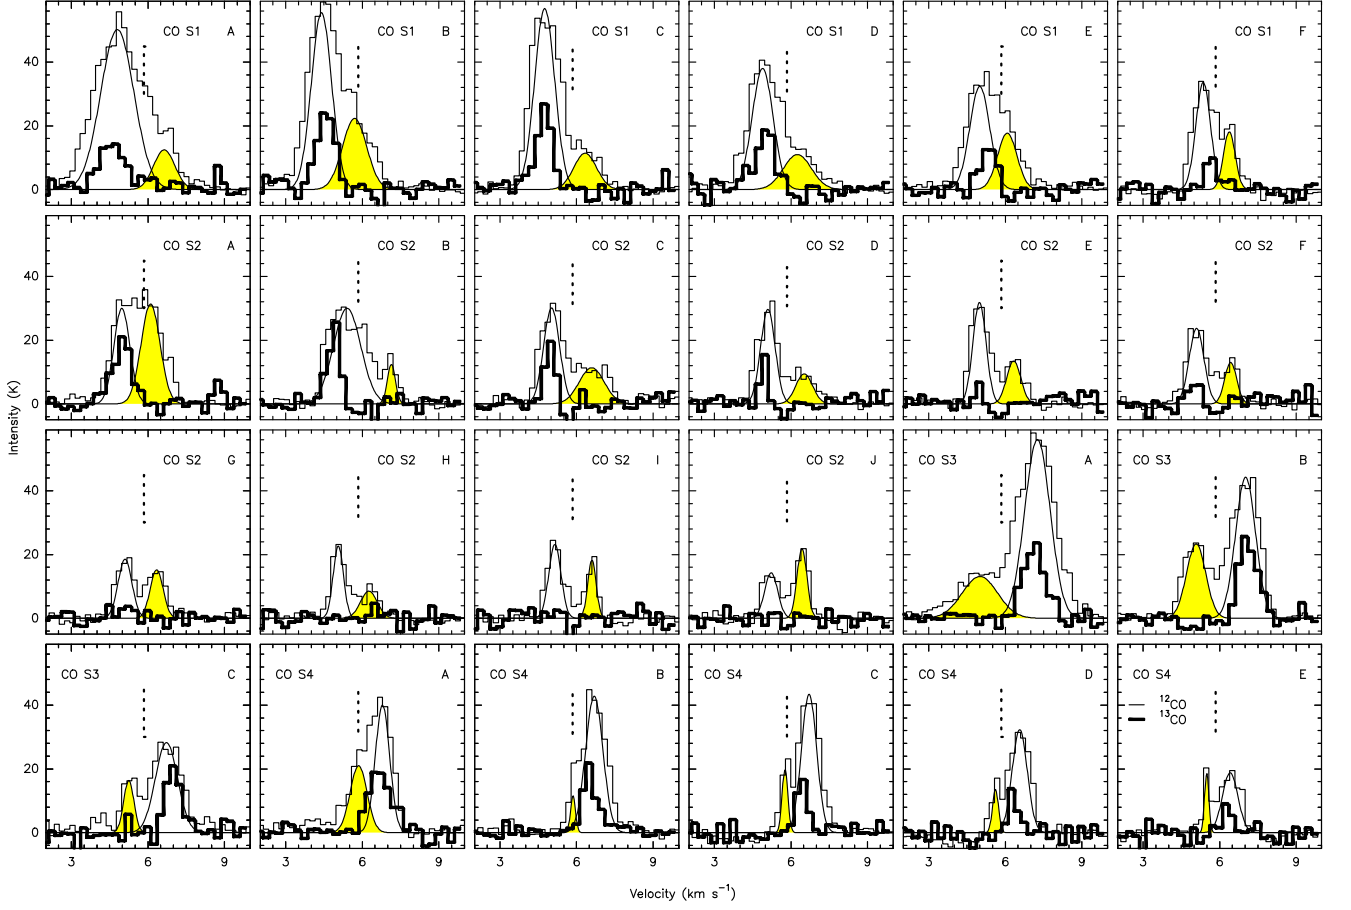 CO S1 A CO S1 B CO S1 C CO S1 D CO S1 E CO S1 F
40
20
0
CO S2 A CO S2 B CO S2 C CO S2 D CO S2 E CO S2 F
40
20
0
Intensity (K)
CO S2 G CO S2 H CO S2 I CO S2 J CO S3 A CO S3 B
40
20
0
CO S3 C CO S4 A CO S4 B CO S4 C CO S4 D CO S4 E
¹²CO
¹³CO
40
20
0
3 6 9 3 6 9 3 6 9 3 6 9 3 6 9 3 6 9
Velocity (km s⁻¹)